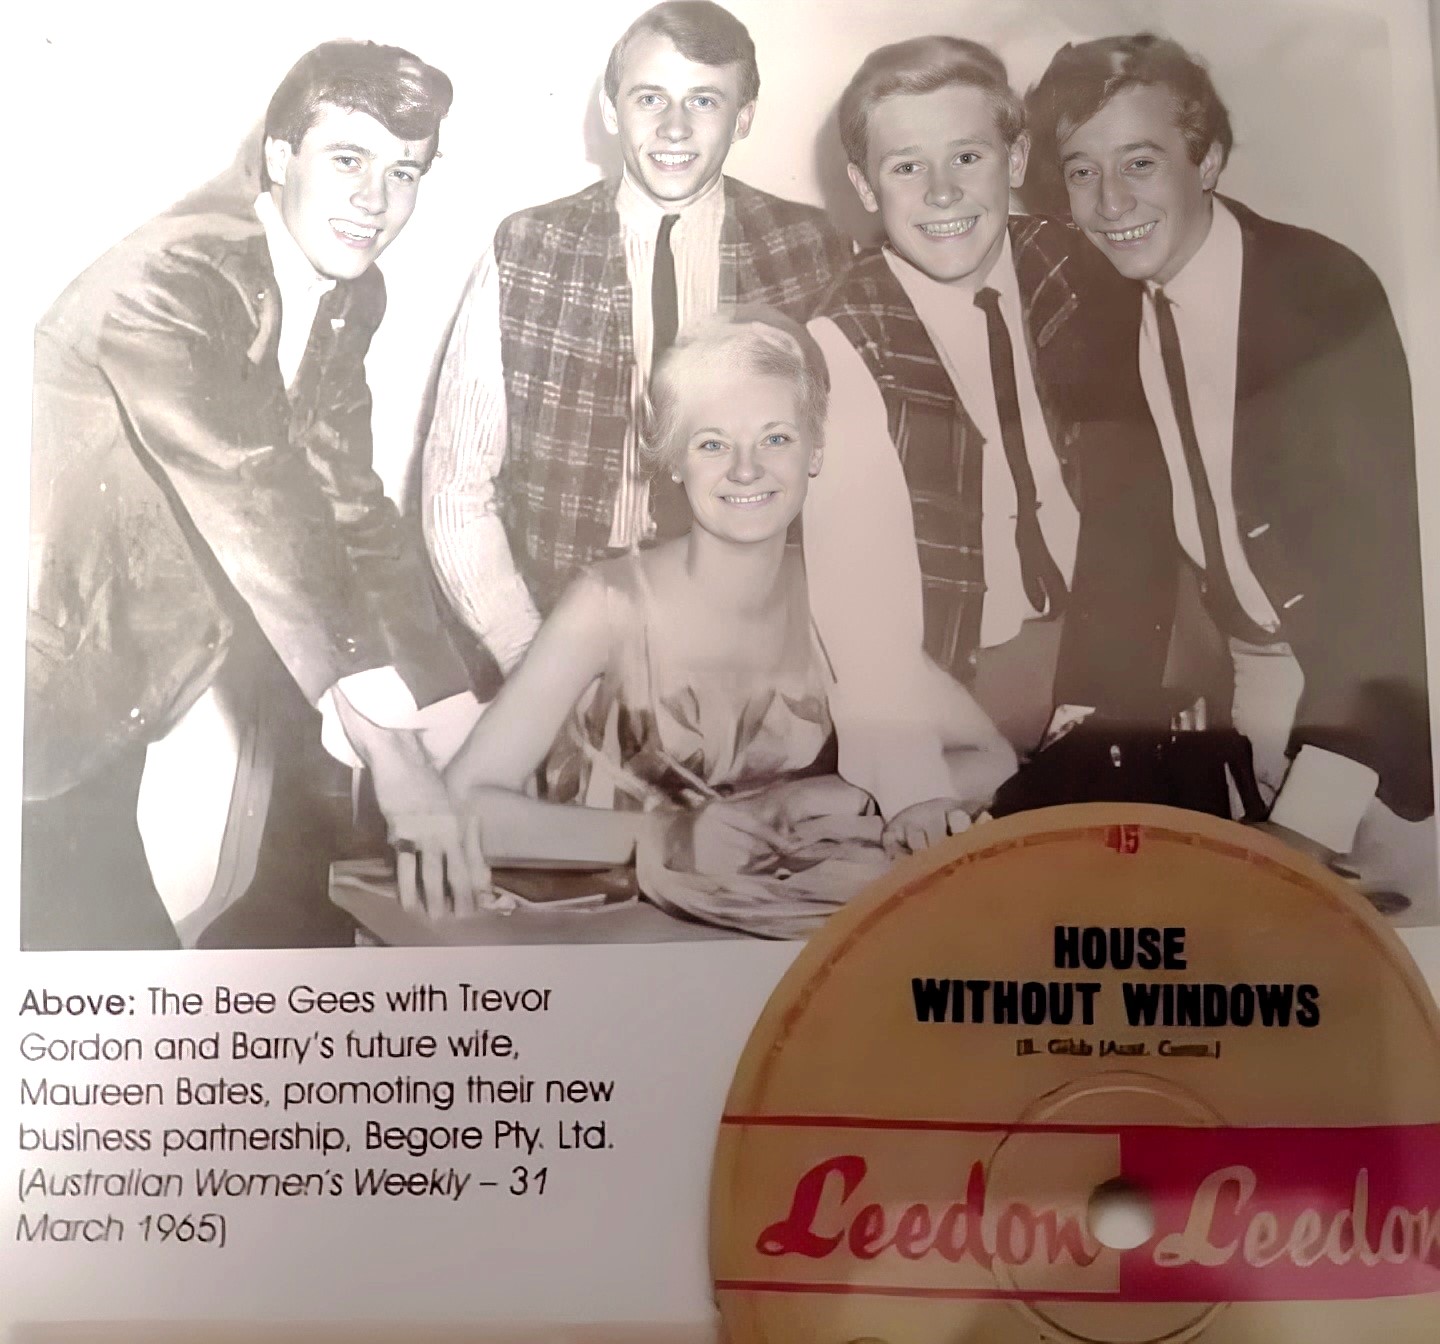 Above: The Bee Gees with Trevor
Gordon and Barry's future wife,
Maureen Bates, promoting their new
business partnership, Begore Pty. Ltd.
(Australian Women's Weekly – 31
March 1965)
45
HOUSE
WITHOUT WINDOWS
Leedon Leedon